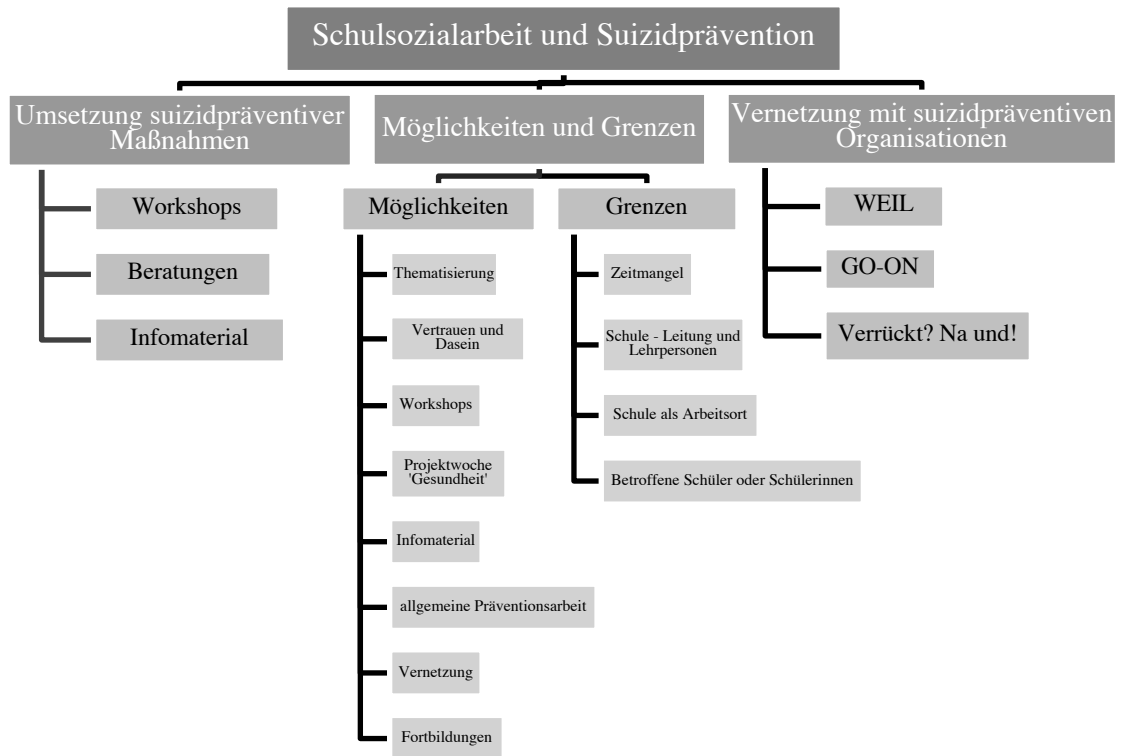 Schulsozialarbeit und Suizidprävention
Umsetzung suizidpräventiver
Maßnahmen
Workshops
Beratungen
Infomaterial
Möglichkeiten und Grenzen
Möglichkeiten
Thematisierung
Vertrauen und
Dasein
Workshops
Projektwoche
'Gesundheit'
Infomaterial
allgemeine Präventionsarbeit
Vernetzung
Fortbildungen
Grenzen
Zeitmangel
Schule - Leitung und
Lehrpersonen
Schule als Arbeitsort
Betroffene Schüler oder Schülerinnen
Vernetzung mit suizidpräventiven
Organisationen
WEIL
GO-ON
Verrückt? Na und!